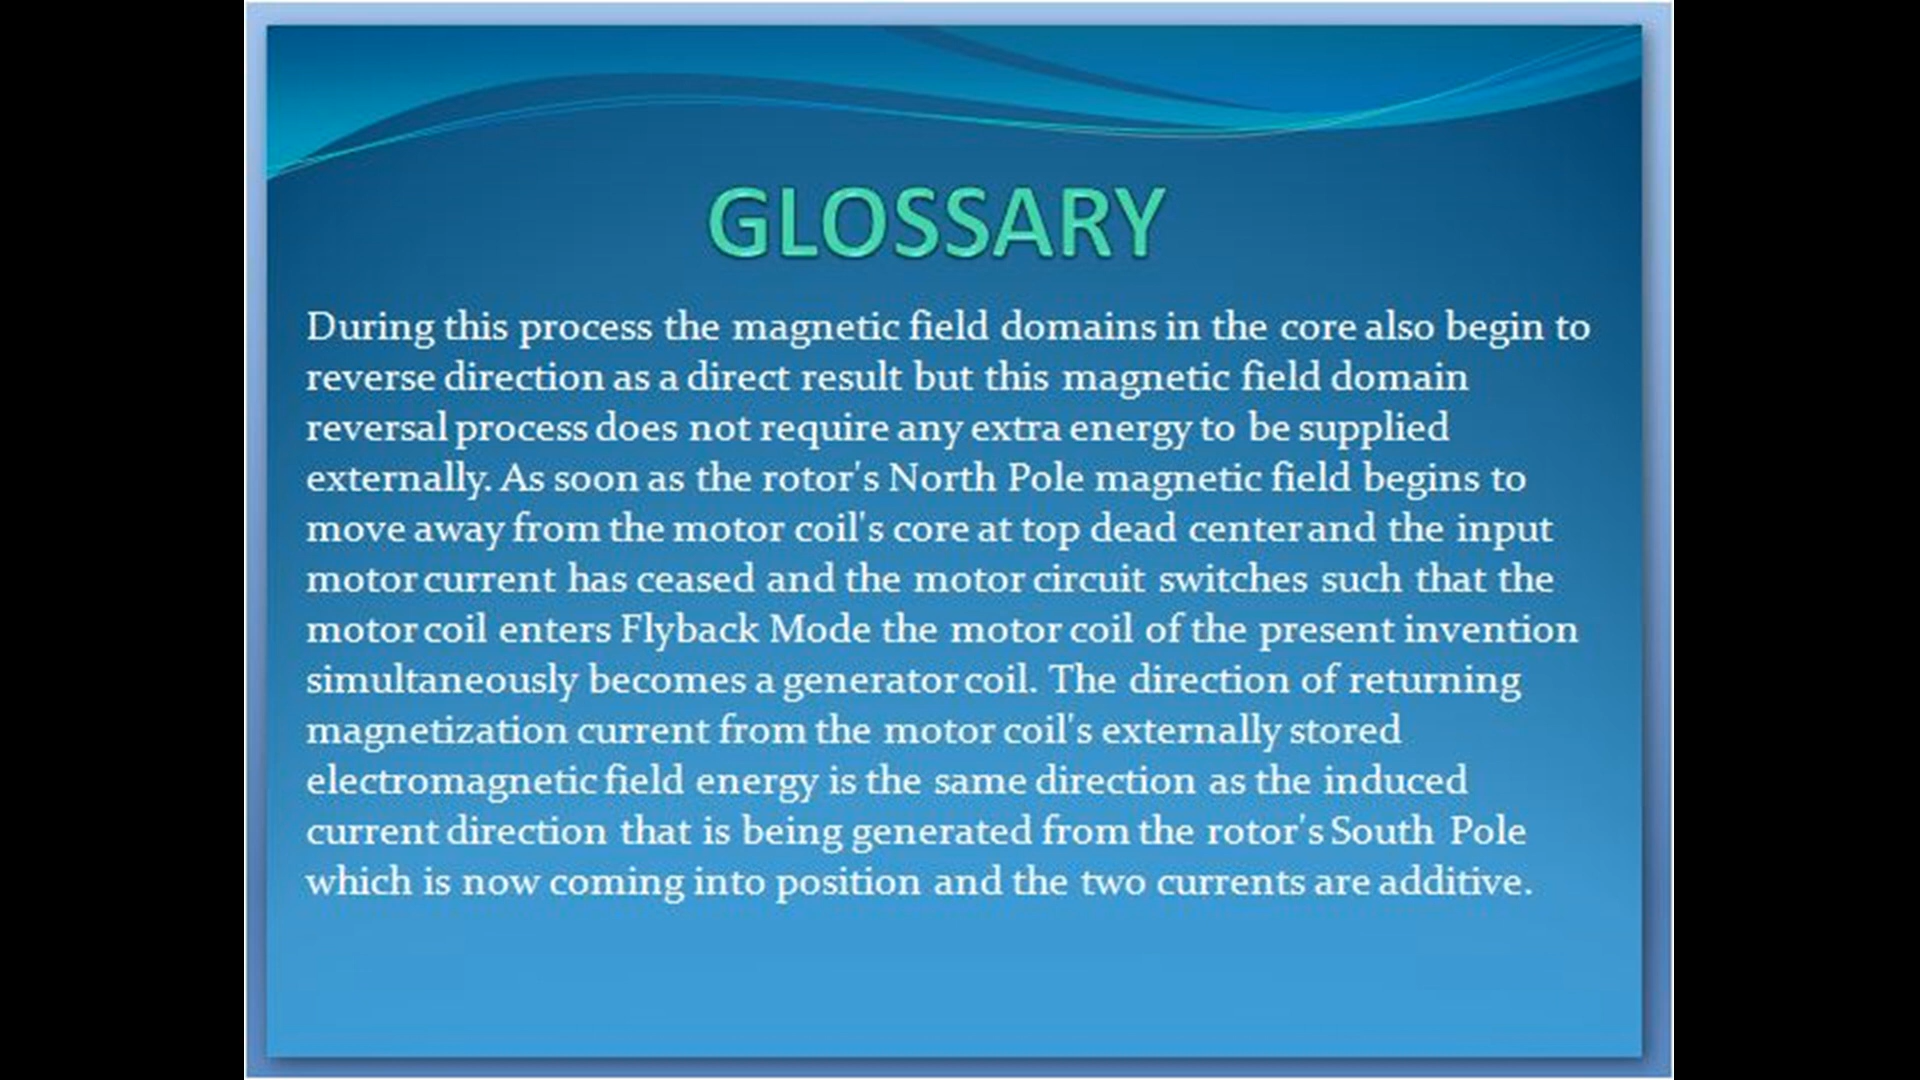 GLOSSARY
During this process the magnetic field domains in the core also begin to
reverse direction as a direct result but this magnetic field domain
reversal process does not require any extra energy to be supplied
externally. As soon as the rotor's North Pole magnetic field begins to
move away from the motor coil's core at top dead center and the input
motor current has ceased and the motor circuit switches such that the
motor coil enters Flyback Mode the motor coil of the present invention
simultaneously becomes a generator coil. The direction of returning
magnetization current from the motor coil's externally stored
electromagnetic field energy is the same direction as the induced
current direction that is being generated from the rotor's South Pole
which is now coming into position and the two currents are additive.